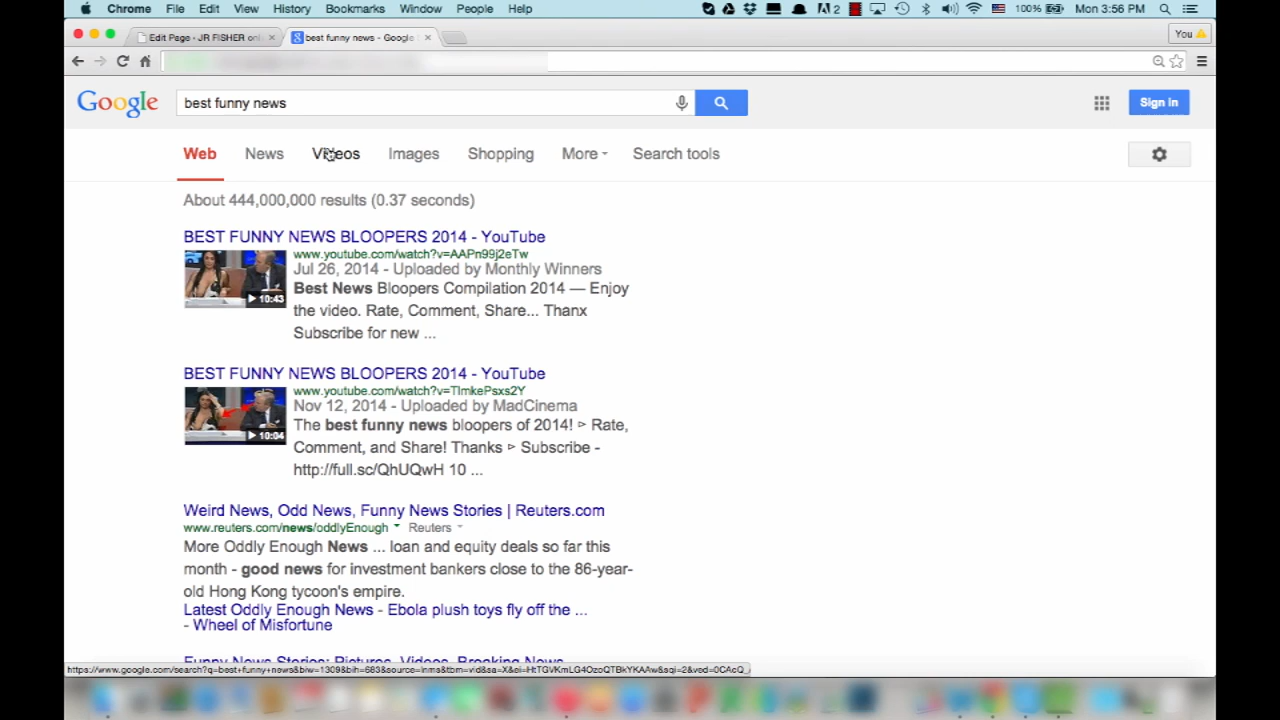 Chrome File Edit View History Bookmarks Window People Help 2 100% Mon 3:56 PM
Edit Page - JR FISHER onl best funny news - Google You
Google best funny news Sign in
Web News Videos Images Shopping More Search tools
About 444,000,000 results (0.37 seconds)
BEST FUNNY NEWS BLOOPERS 2014 - YouTube
www.youtube.com/watch?v=AAPn99j2eTw
Jul 26, 2014 - Uploaded by Monthly Winners
Best News Bloopers Compilation 2014 — Enjoy
10:43
the video. Rate, Comment, Share... Thanx
Subscribe for new ...
BEST FUNNY NEWS BLOOPERS 2014 - YouTube
www.youtube.com/watch?v=TlmkePsxs2Y
Nov 12, 2014 - Uploaded by MadCinema
The best funny news bloopers of 2014! ▹ Rate,
10:04
Comment, and Share! Thanks ▹ Subscribe -
http://full.sc/QhUQwH 10 ...
Weird News, Odd News, Funny News Stories | Reuters.com
www.reuters.com/news/oddlyEnough Reuters
More Oddly Enough News ... loan and equity deals so far this
month - good news for investment bankers close to the 86-year-
old Hong Kong tycoon's empire.
Latest Oddly Enough News - Ebola plush toys fly off the ...
- Wheel of Misfortune
Funny News Stories: Pictures, Videos, Breaking News